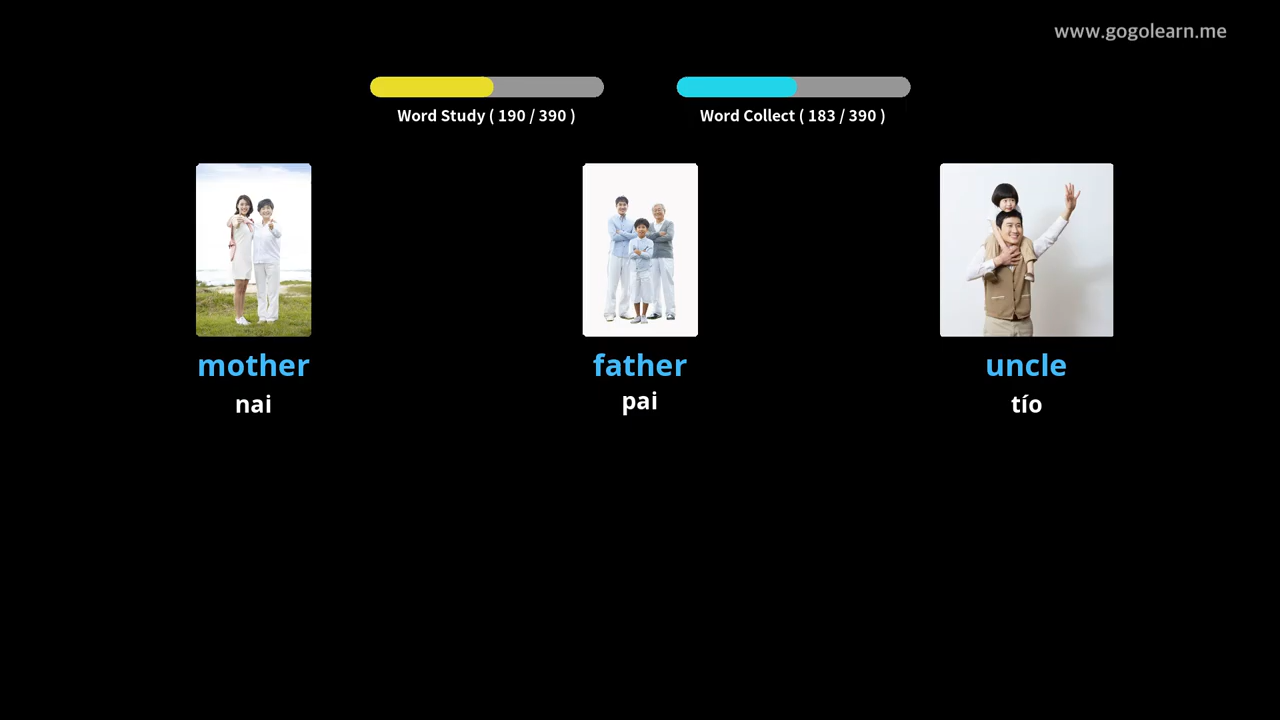 www.gogolearn.me
Word Study ( 190 / 390 )
Word Collect ( 183 / 390 )
mother
nai
father
pai
uncle
tío